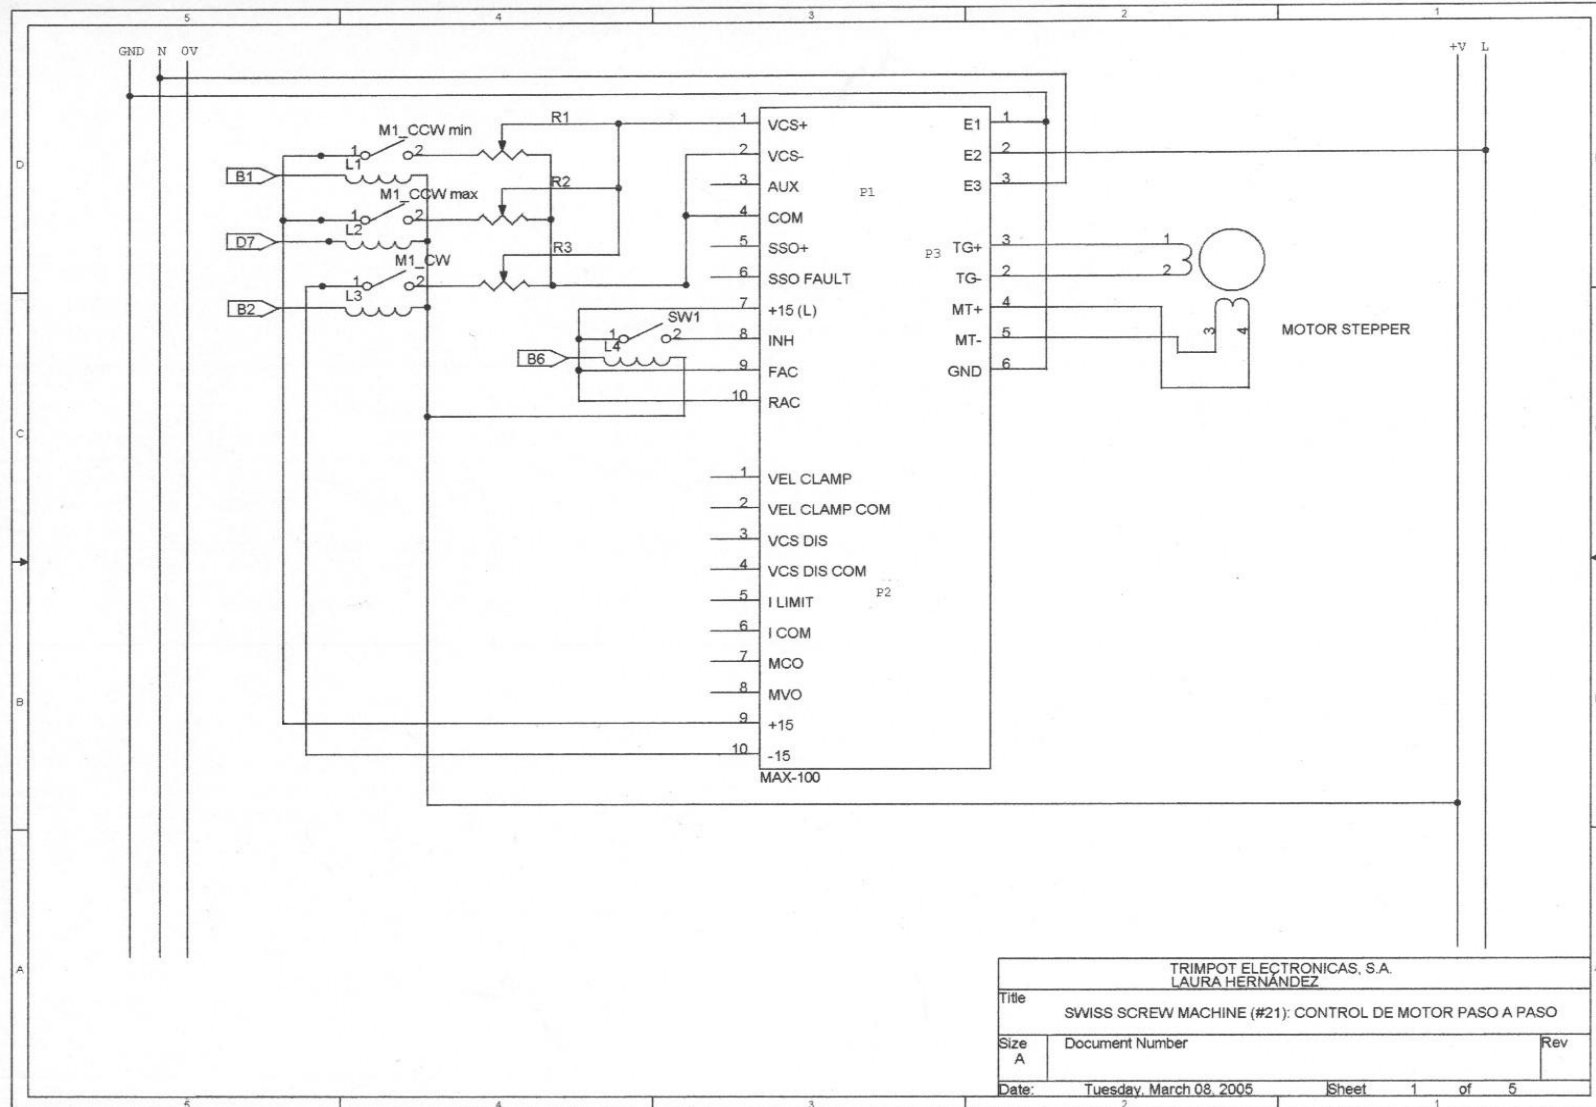 5 4 3 2 1
GND N 0V
+V L
D
C
B
A
M1_CCW min
1 2
L1
B1
R1
M1_CCW max
1 2
L2
D7
R2
M1_CW
1 2
L3
B2
R3
SW1
1 2
L4
B6
1 VCS+
2 VCS-
3 AUX
4 COM
5 SSO+
6 SSO FAULT
7 +15 (L)
8 INH
9 FAC
10 RAC
P1
1 VEL CLAMP
2 VEL CLAMP COM
3 VCS DIS
4 VCS DIS COM
5 I LIMIT
6 I COM
7 MCO
8 MVO
9 +15
10 -15
P2
MAX-100
E1 1
E2 2
E3 3
P3
TG+ 3
TG- 2
MT+ 4
MT- 5
GND 6
1
2
3 4
MOTOR STEPPER
TRIMPOT ELECTRONICAS, S.A.
LAURA HERNÁNDEZ
Title
SWISS SCREW MACHINE (#21): CONTROL DE MOTOR PASO A PASO
Size Document Number Rev
A
Date: Tuesday, March 08, 2005 Sheet 1 of 5
5 4 3 2 1